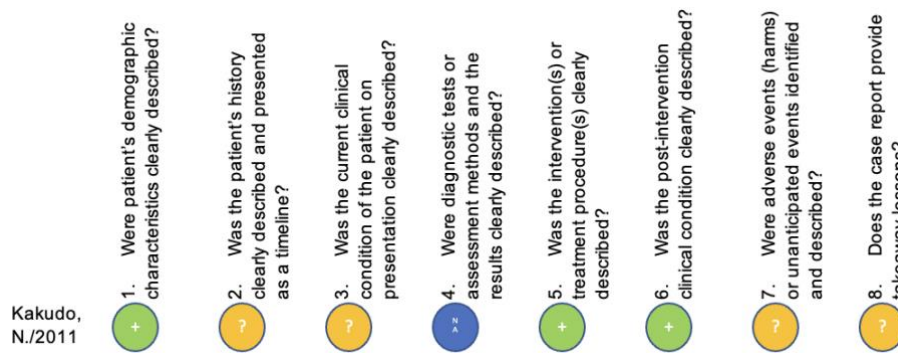 Kakudo,
N./2011
+
1. Were patient's demographic
characteristics clearly described?
?
2. Was the patient's history
clearly described and presented
as a timeline?
?
3. Was the current clinical
condition of the patient on
presentation clearly described?
N
A
4. Were diagnostic tests or
assessment methods and the
results clearly described?
+
5. Was the intervention(s) or
treatment procedure(s) clearly
described?
+
6. Was the post-intervention
clinical condition clearly described?
?
7. Were adverse events (harms)
or unanticipated events identified
and described?
?
8. Does the case report provide
takeaway lessons?